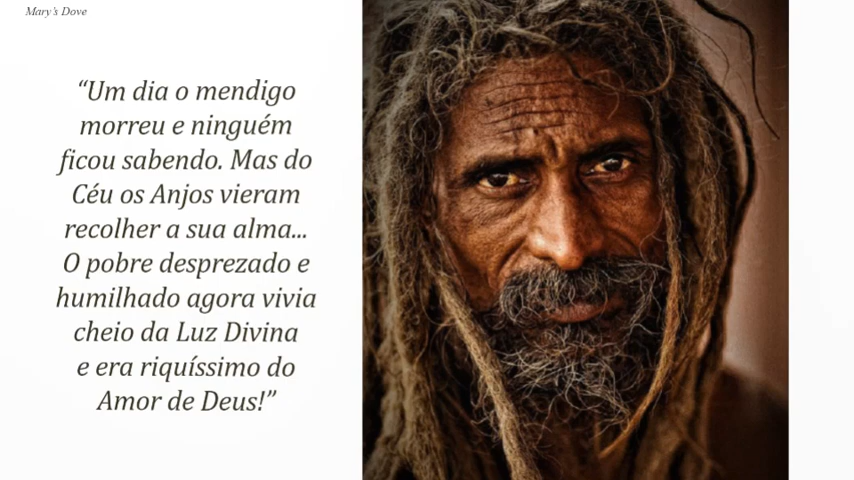 Mary's Dove
“Um dia o mendigo
morreu e ninguém
ficou sabendo. Mas do
Céu os Anjos vieram
recolher a sua alma...
O pobre desprezado e
humilhado agora vivia
cheio da Luz Divina
e era riquíssimo do
Amor de Deus!”